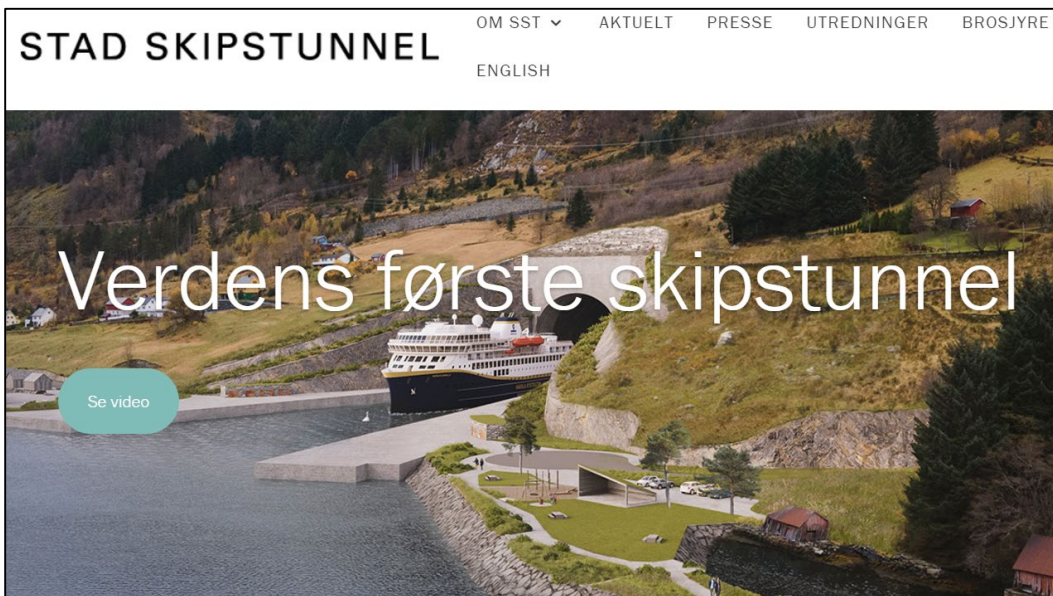 STAD SKIPSTUNNEL
OM SST
AKTUELT
PRESSE
UTREDNINGER
BROSJYRE
ENGLISH
Verdens første skipstunnel
Se video